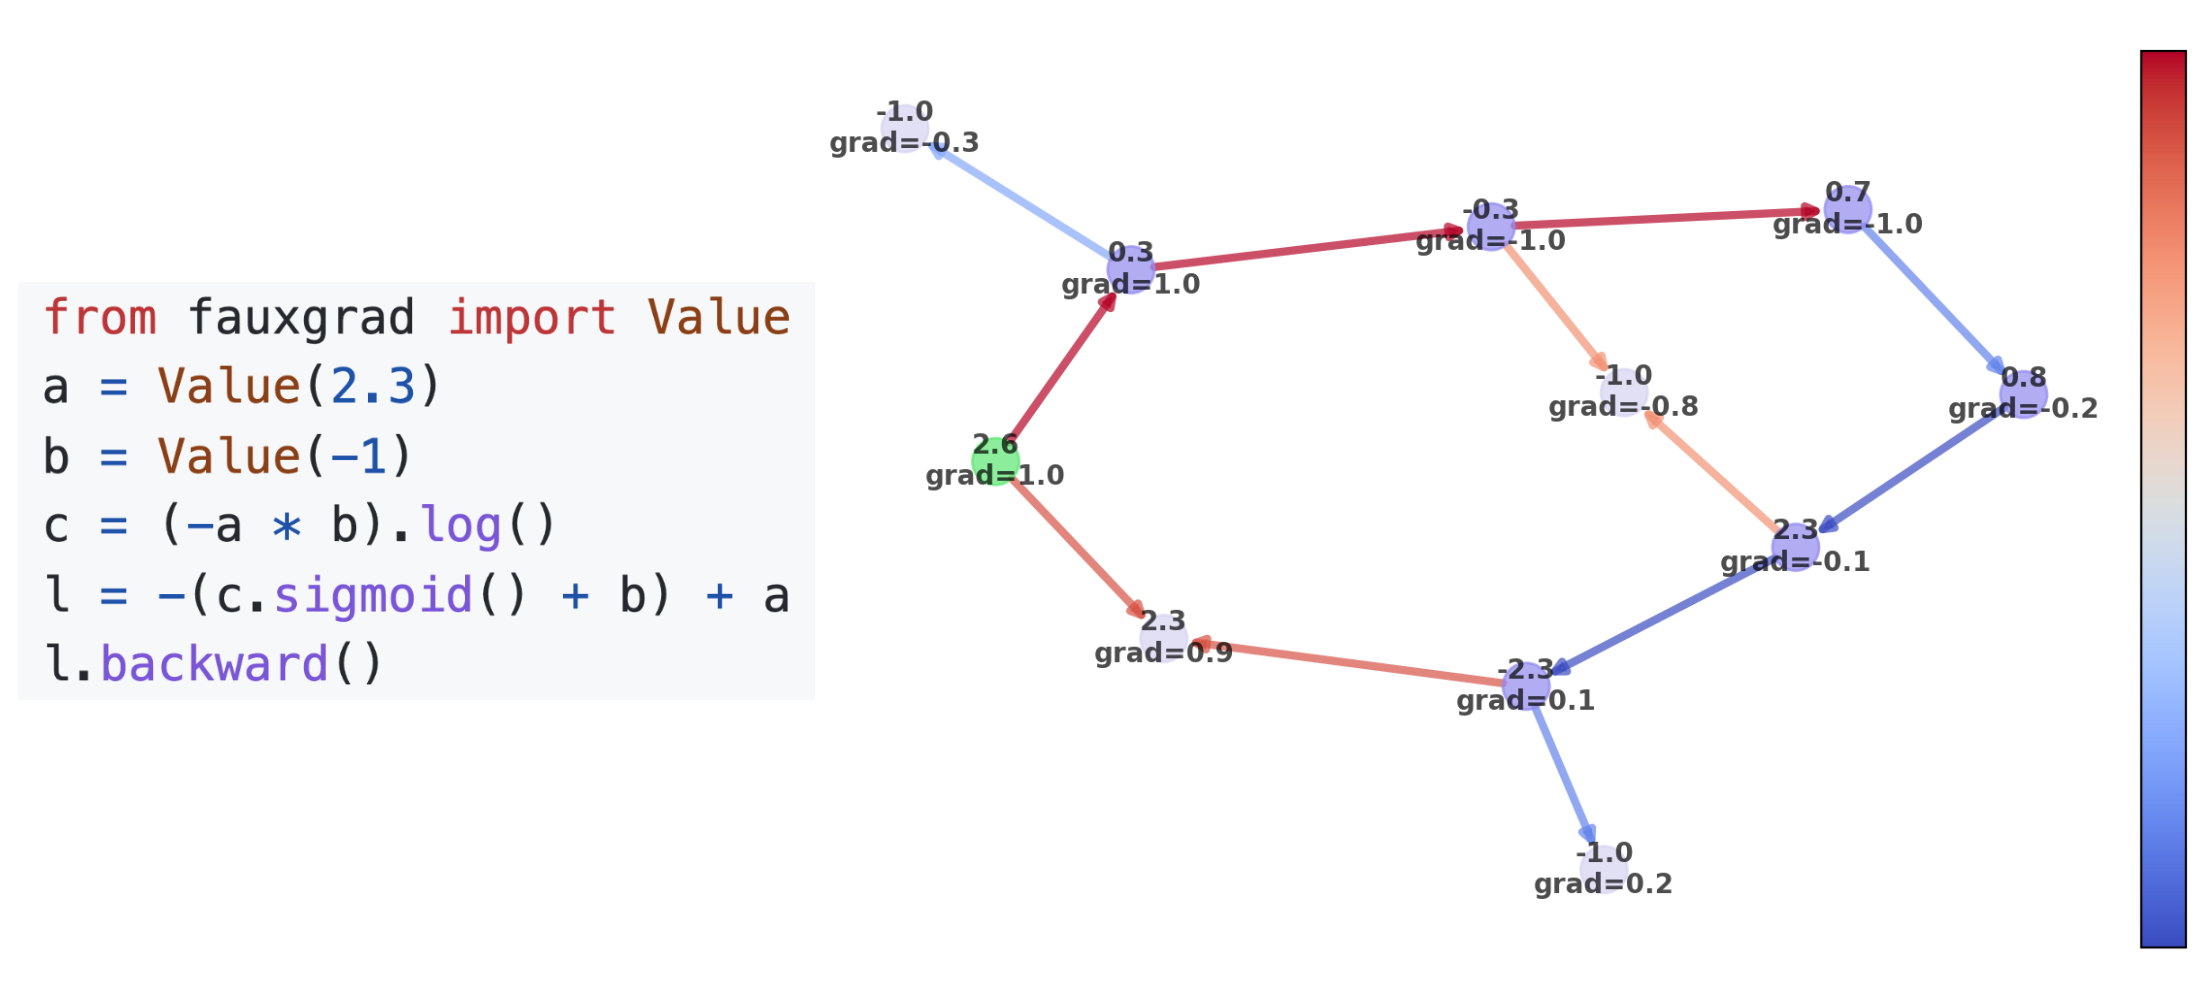 from fauxgrad import Value
a = Value(2.3)
b = Value(−1)
c = (−a * b).log()
l = −(c.sigmoid() + b) + a
l.backward()
-1.0
grad=-0.3
0.3
grad=1.0
-0.3
grad=-1.0
0.7
grad=-1.0
-1.0
grad=-0.8
0.8
grad=-0.2
2.6
grad=1.0
2.3
grad=-0.1
2.3
grad=0.9
-2.3
grad=0.1
-1.0
grad=0.2